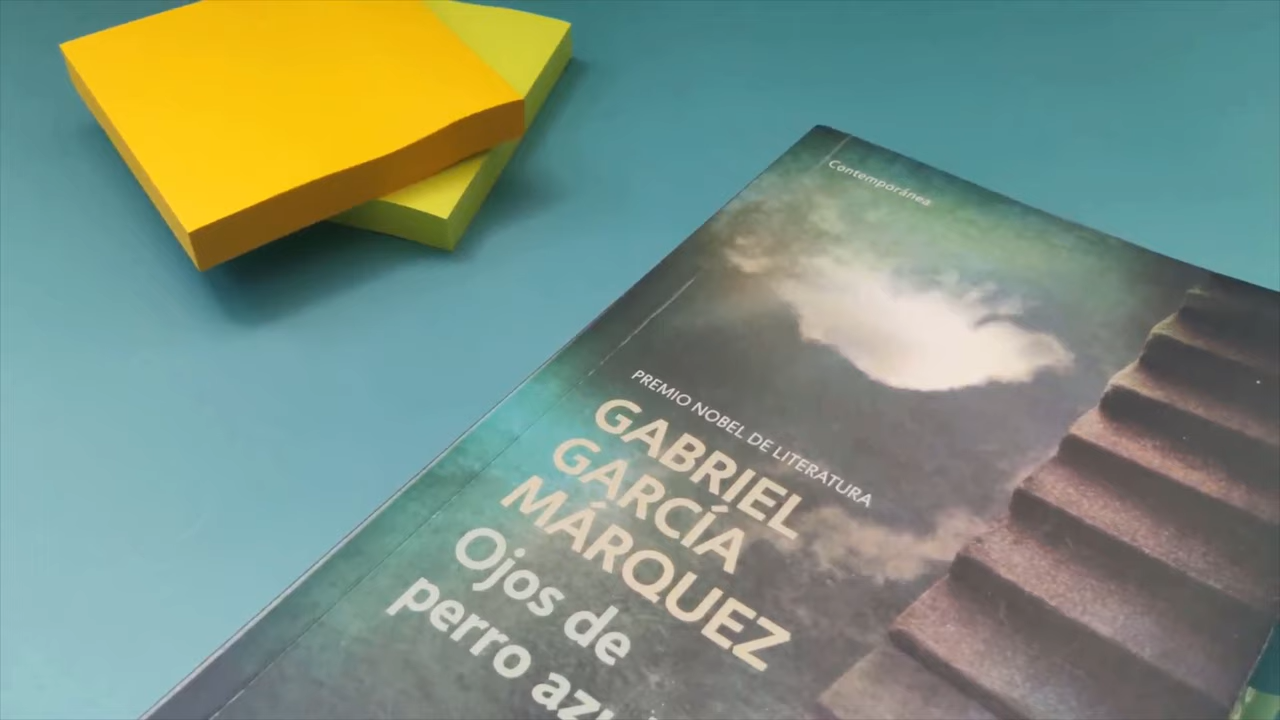 Contemporánea
PREMIO NOBEL DE LITERATURA
GABRIEL
GARCÍA
MÁRQUEZ
Ojos de
perro